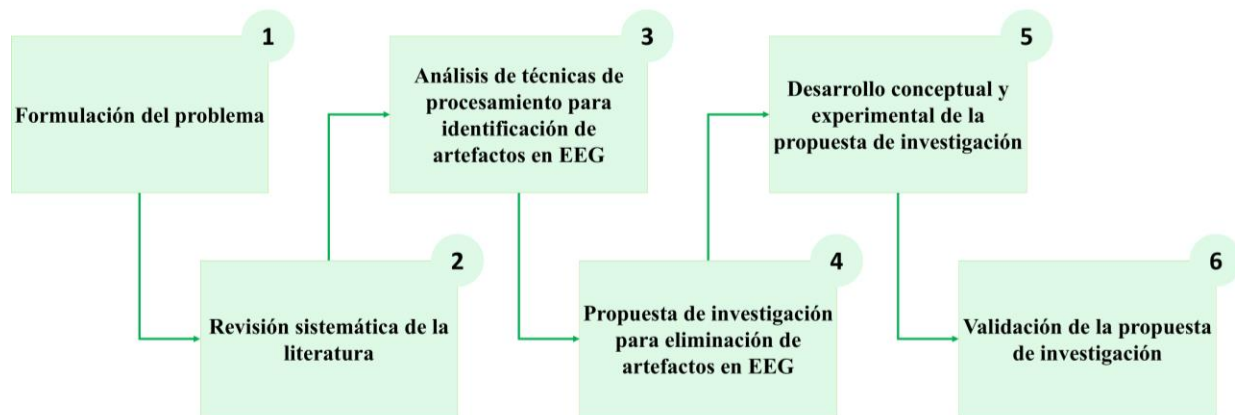 1
Formulación del problema
2
Revisión sistemática de la
literatura
3
Análisis de técnicas de
procesamiento para
identificación de
artefactos en EEG
4
Propuesta de investigación
para eliminación de
artefactos en EEG
5
Desarrollo conceptual y
experimental de la
propuesta de investigación
6
Validación de la propuesta
de investigación